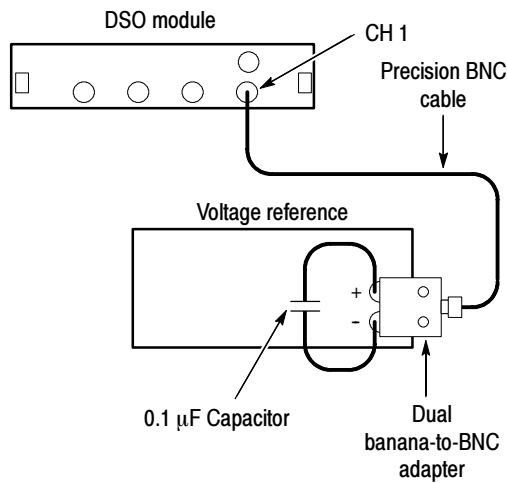 DSO module
CH 1
Precision BNC
cable
Voltage reference
+
-
0.1 μF Capacitor
Dual
banana-to-BNC
adapter